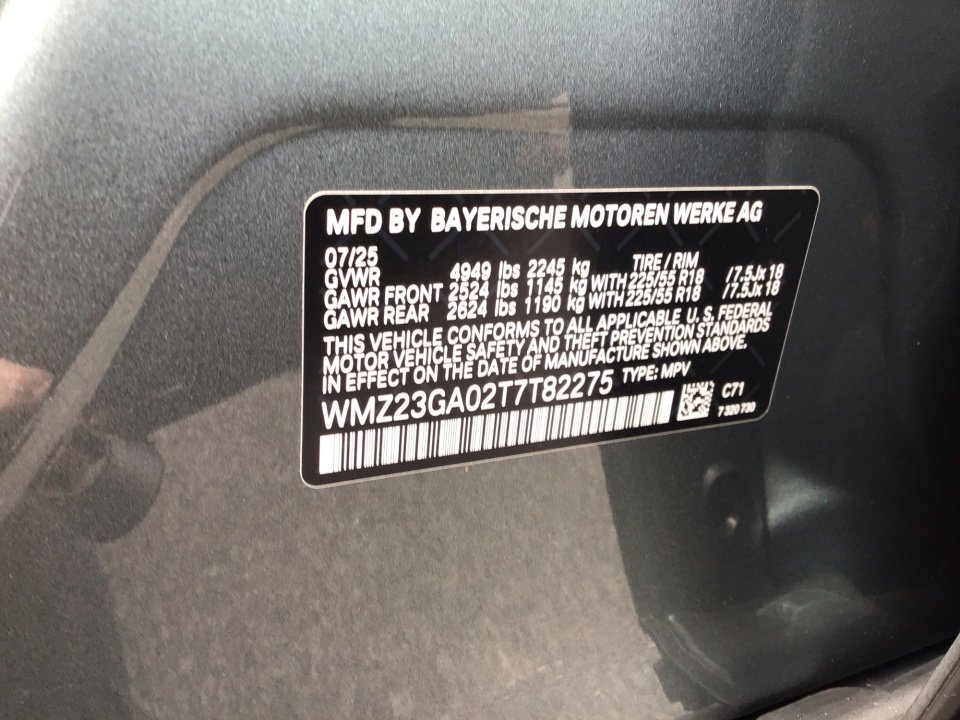 MFD BY BAYERISCHE MOTOREN WERKE AG
07/25 TIRE / RIM
GVWR 4949 lbs 2245 kg
GAWR FRONT 2524 lbs 1145 kg WITH 225/55 R18 /7.5Jx 18
GAWR REAR 2624 lbs 1190 kg WITH 225/55 R18 /7.5Jx 18
THIS VEHICLE CONFORMS TO ALL APPLICABLE U. S. FEDERAL
MOTOR VEHICLE SAFETY AND THEFT PREVENTION STANDARDS
IN EFFECT ON THE DATE OF MANUFACTURE SHOWN ABOVE.
WMZ23GA02T7T82275 TYPE: MPV
C71
7 320 730